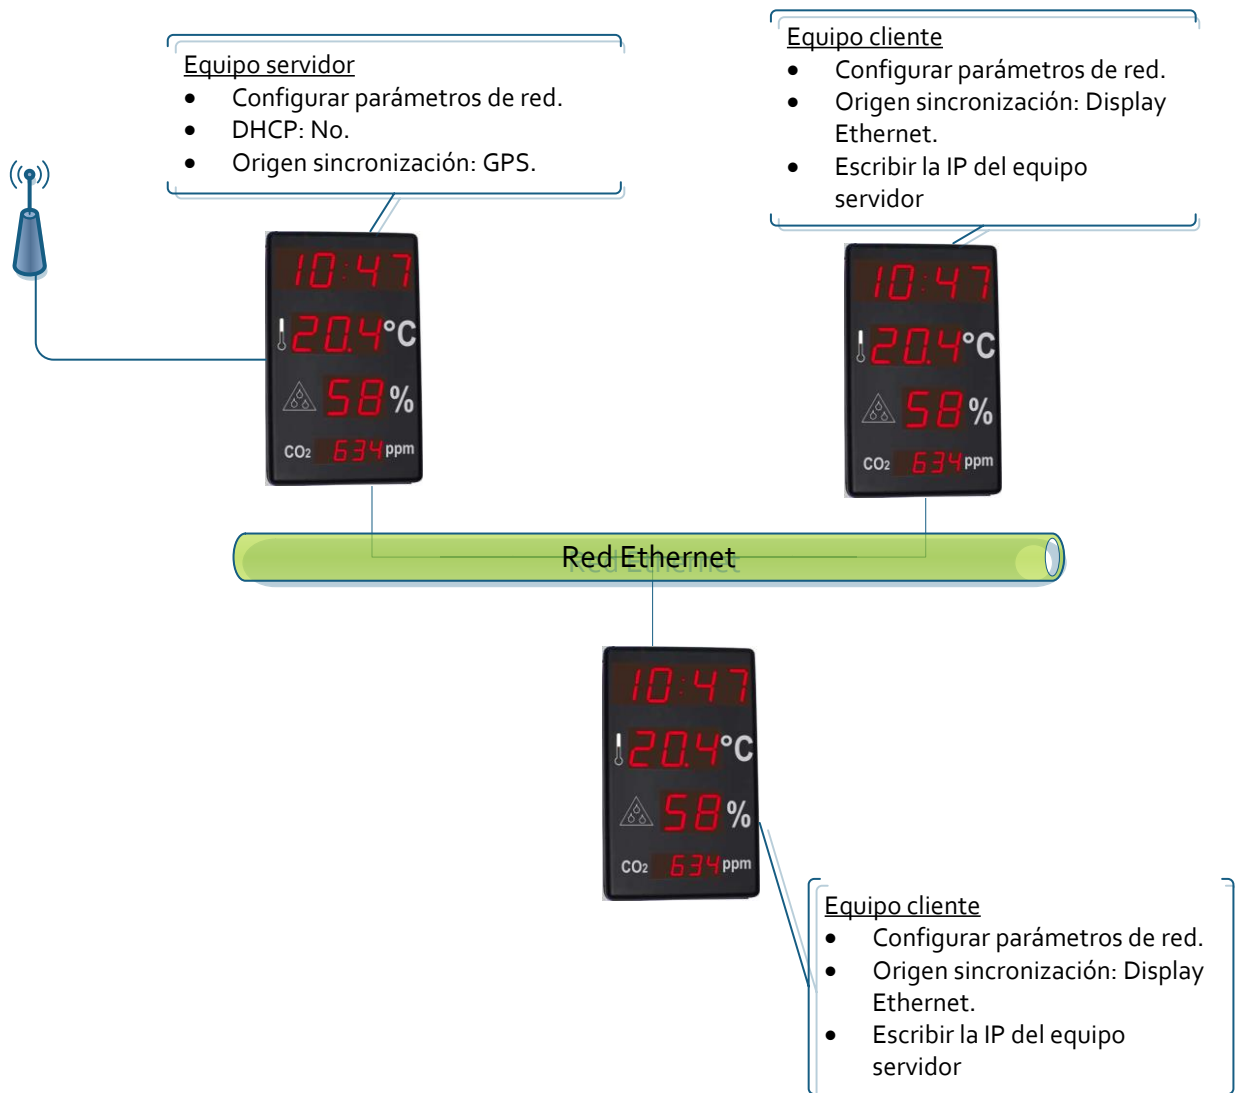 Equipo servidor
• Configurar parámetros de red.
• DHCP: No.
• Origen sincronización: GPS.
Equipo cliente
• Configurar parámetros de red.
• Origen sincronización: Display
Ethernet.
• Escribir la IP del equipo
servidor
10:47
20.4°C
58%
CO2 634 ppm
10:47
20.4°C
58%
CO2 634 ppm
Red Ethernet
10:47
20.4°C
58%
CO2 634 ppm
Equipo cliente
• Configurar parámetros de red.
• Origen sincronización: Display
Ethernet.
• Escribir la IP del equipo
servidor